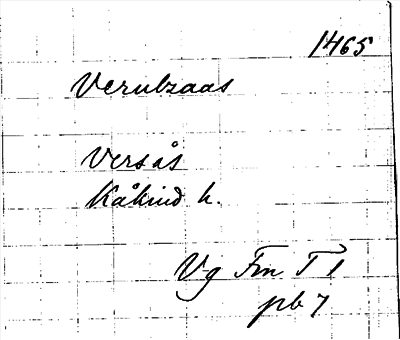 1465
Verulzaas
Versås
Kåkind h.
Vg Fm T 1
pb 7